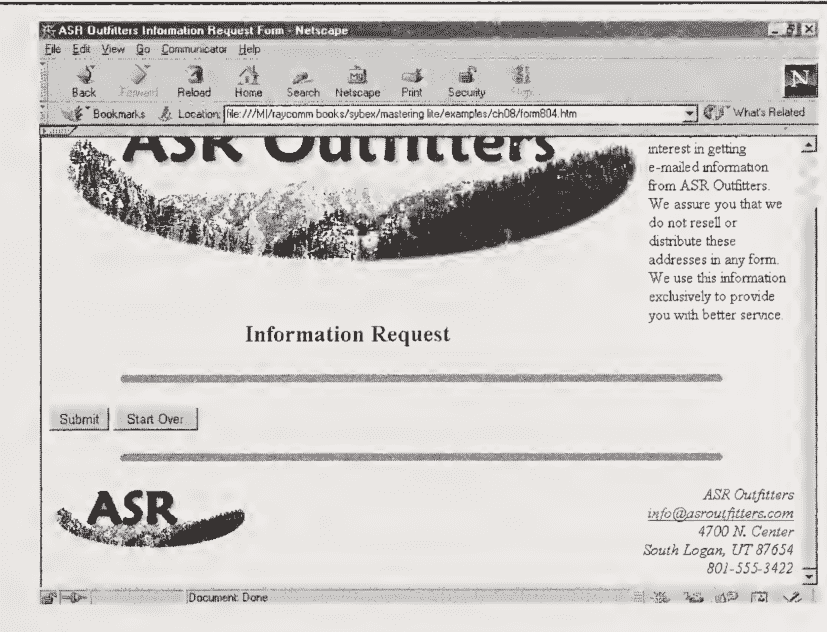 ASR Outfitters Information Request Form - Netscape
File Edit View Go Communicator Help
Back Forward Reload Home Search Netscape Print Security Stop
Bookmarks Location: file:///M|/raycomm books/sybex/mastering lite/examples/ch08/form804.htm What's Related
ASR Outfitters
interest in getting
e-mailed information
from ASR Outfitters.
We assure you that we
do not resell or
distribute these
addresses in any form.
We use this information
exclusively to provide
you with better service.
Information Request
Submit Start Over
ASR
ASR Outfitters
info@asroutfitters.com
4700 N. Center
South Logan, UT 87654
801-555-3422
Document: Done